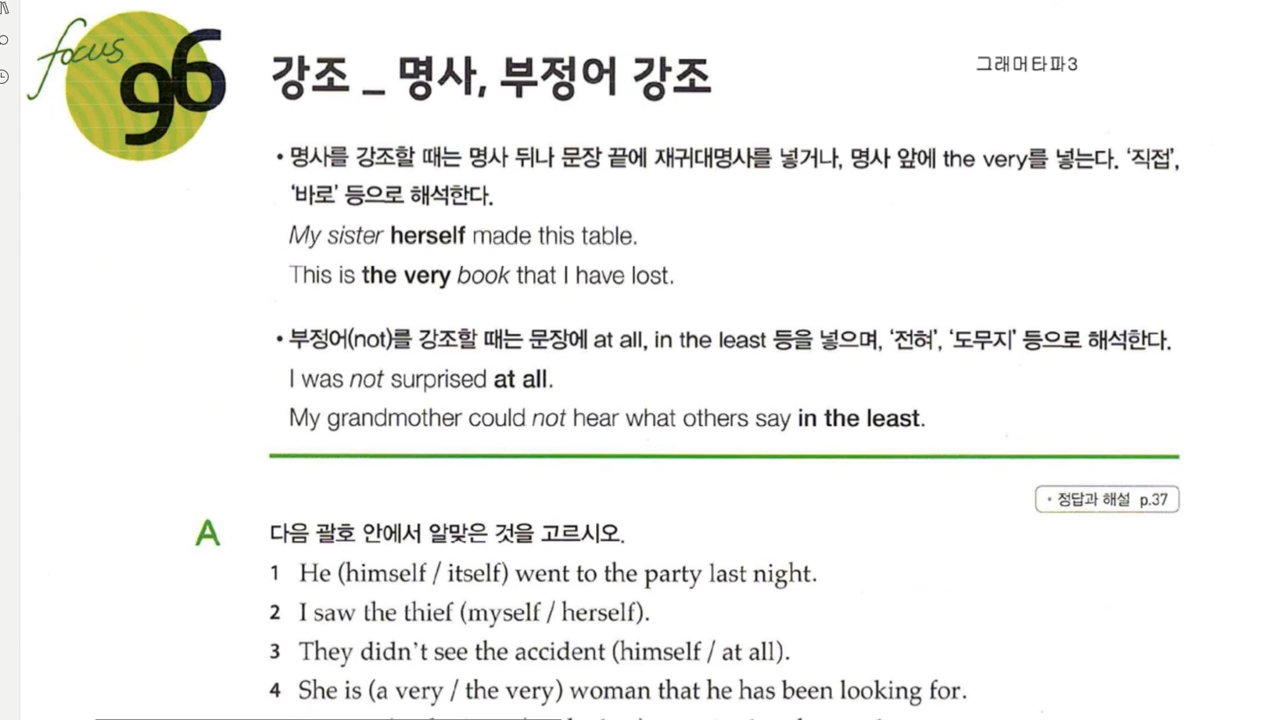 focus
96
강조 _ 명사, 부정어 강조
그래머타파3
• 명사를 강조할 때는 명사 뒤나 문장 끝에 재귀대명사를 넣거나, 명사 앞에 the very를 넣는다. '직접',
'바로' 등으로 해석한다.
My sister herself made this table.
This is the very book that I have lost.
• 부정어(not)를 강조할 때는 문장에 at all, in the least 등을 넣으며, '전혀', '도무지' 등으로 해석한다.
I was not surprised at all.
My grandmother could not hear what others say in the least.
• 정답과 해설 p.37
A 다음 괄호 안에서 알맞은 것을 고르시오.
1 He (himself / itself) went to the party last night.
2 I saw the thief (myself / herself).
3 They didn't see the accident (himself / at all).
4 She is (a very / the very) woman that he has been looking for.